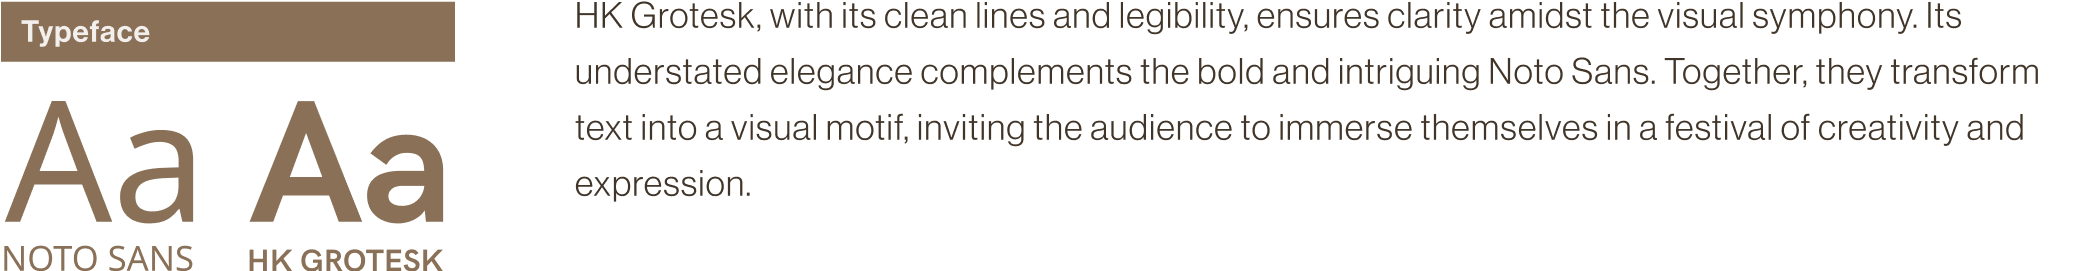 Typeface
Aa Aa
NOTO SANS HK GROTESK
HK Grotesk, with its clean lines and legibility, ensures clarity amidst the visual symphony. Its
understated elegance complements the bold and intriguing Noto Sans. Together, they transform
text into a visual motif, inviting the audience to immerse themselves in a festival of creativity and
expression.